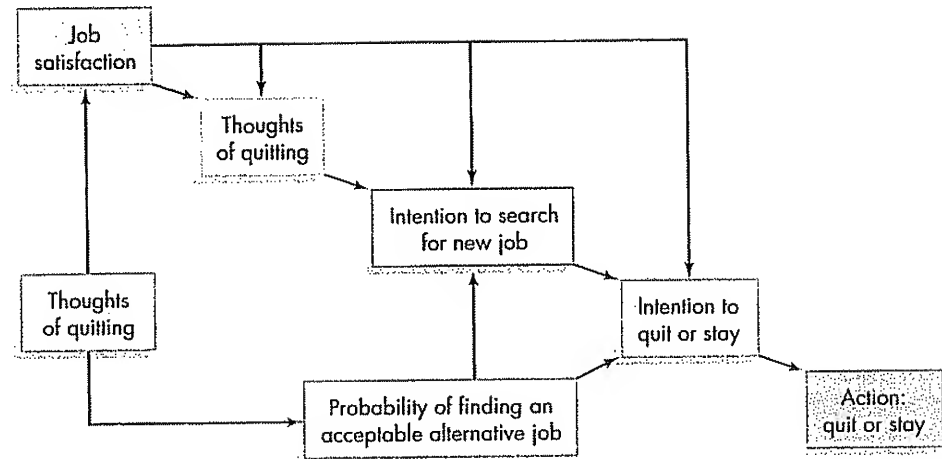 Job
satisfaction
Thoughts
of quitting
Intention to search
for new job
Thoughts
of quitting
Intention to
quit or stay
Probability of finding an
acceptable alternative job
Action:
quit or stay